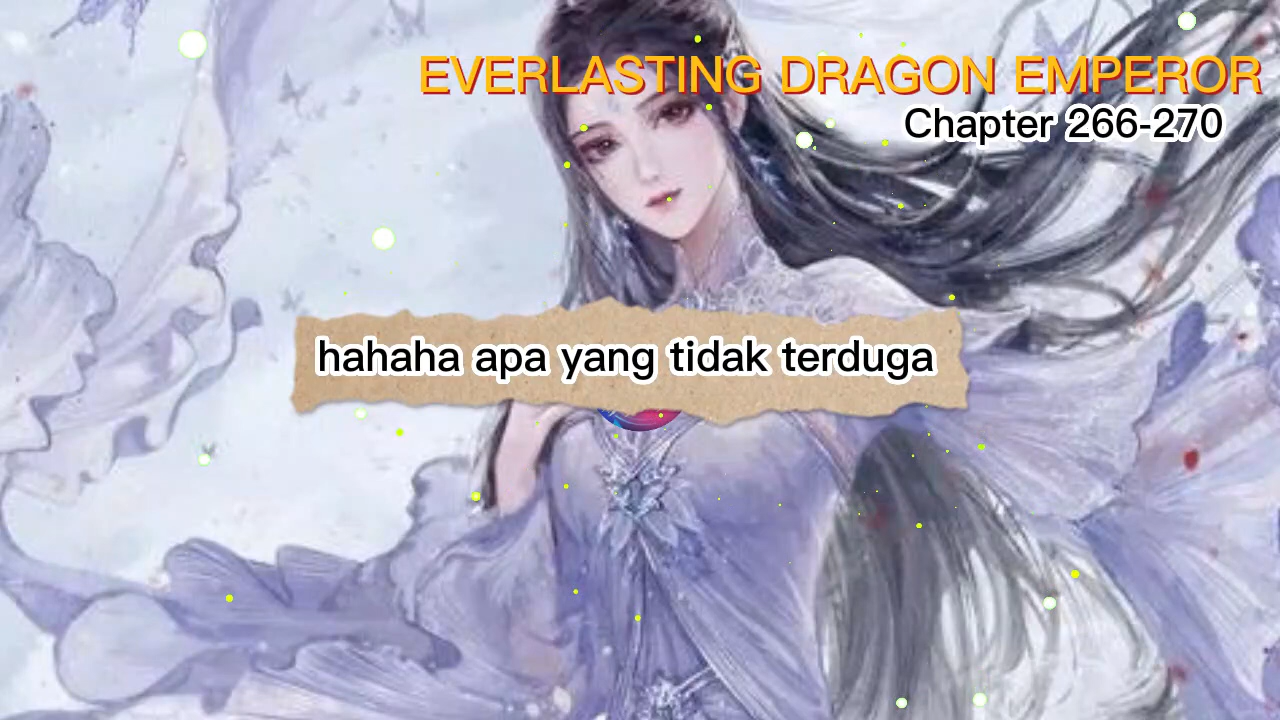 EVERLASTING DRAGON EMPEROR
Chapter 266-270
hahaha apa yang tidak terduga